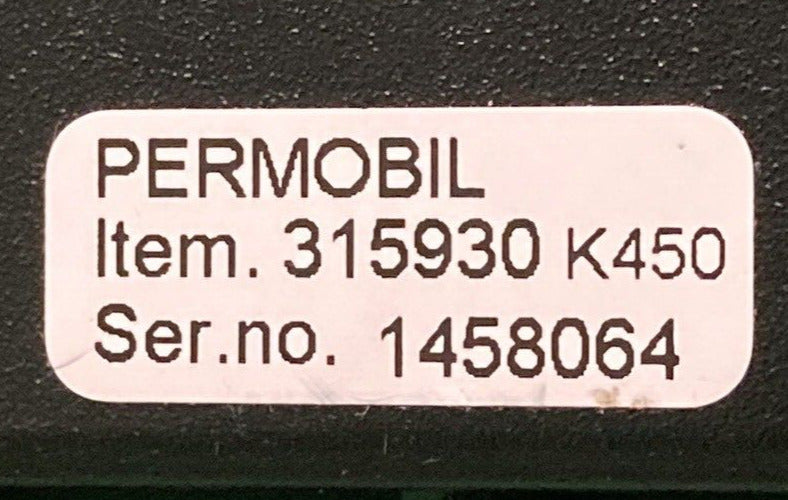 PERMOBIL
Item. 315930 K450
Ser.no. 1458064